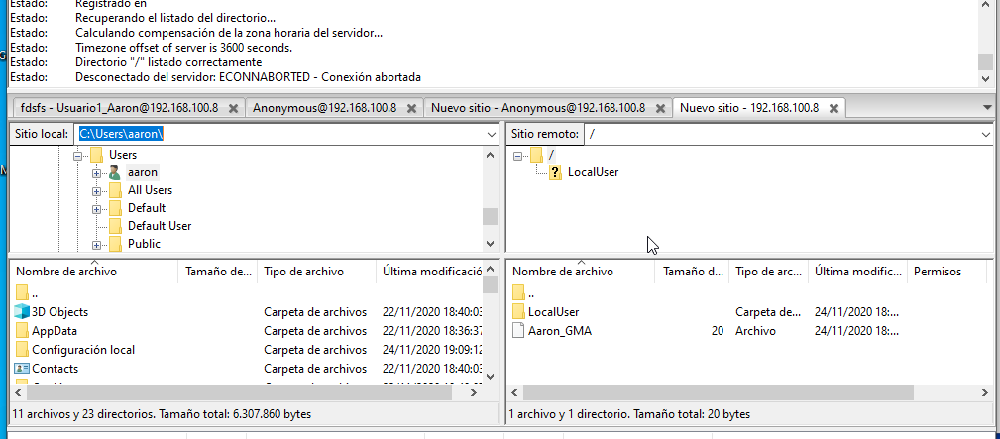 Estado: Registrado en
Estado: Recuperando el listado del directorio...
Estado: Calculando compensación de la zona horaria del servidor...
Estado: Timezone offset of server is 3600 seconds.
Estado: Directorio "/" listado correctamente
Estado: Desconectado del servidor: ECONNABORTED - Conexión abortada
fdsfs - Usuario1_Aaron@192.168.100.8 Anonymous@192.168.100.8 Nuevo sitio - Anonymous@192.168.100.8 Nuevo sitio - 192.168.100.8
Sitio local: C:\Users\aaron\ Sitio remoto: /
Users
aaron
All Users
Default
Default User
Public
/
LocalUser
Nombre de archivo Tamaño de... Tipo de archivo Última modificació
..
3D Objects Carpeta de archivos 22/11/2020 18:40:03
AppData Carpeta de archivos 22/11/2020 18:36:37
Configuración local Carpeta de archivos 24/11/2020 19:09:12
Contacts Carpeta de archivos 22/11/2020 18:40:03
11 archivos y 23 directorios. Tamaño total: 6.307.860 bytes
Nombre de archivo Tamaño d... Tipo de arc... Última modific... Permisos
..
LocalUser Carpeta de... 24/11/2020 18:...
Aaron_GMA 20 Archivo 24/11/2020 18:...
1 archivo y 1 directorio. Tamaño total: 20 bytes